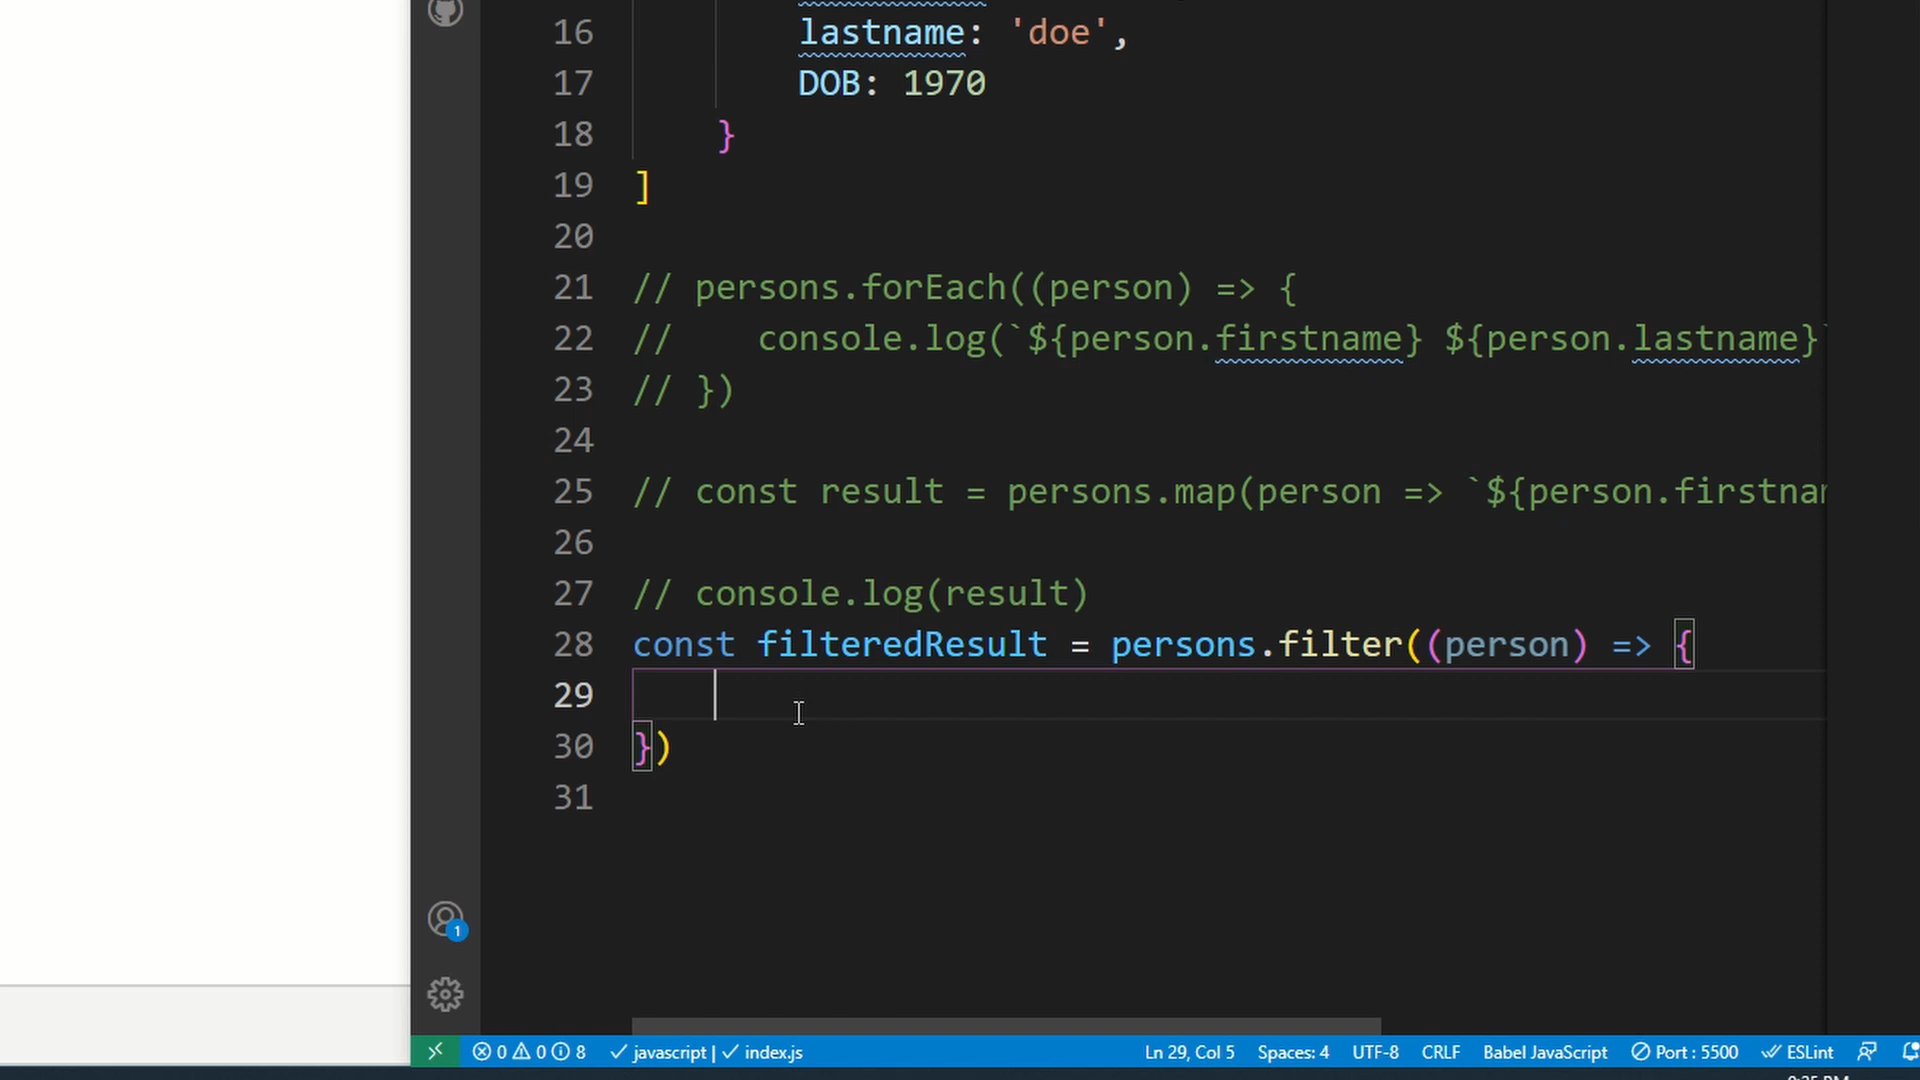 16 lastname: 'doe',
17 DOB: 1970
18 }
19 ]
20
21 // persons.forEach((person) => {
22 // console.log(`${person.firstname} ${person.lastname}`
23 // })
24
25 // const result = persons.map(person => `${person.firstnam
26
27 // console.log(result)
28 const filteredResult = persons.filter((person) => {
29
30 })
31
1
0 0 8 javascript | index.js Ln 29, Col 5 Spaces: 4 UTF-8 CRLF Babel JavaScript Port : 5500 ESLint